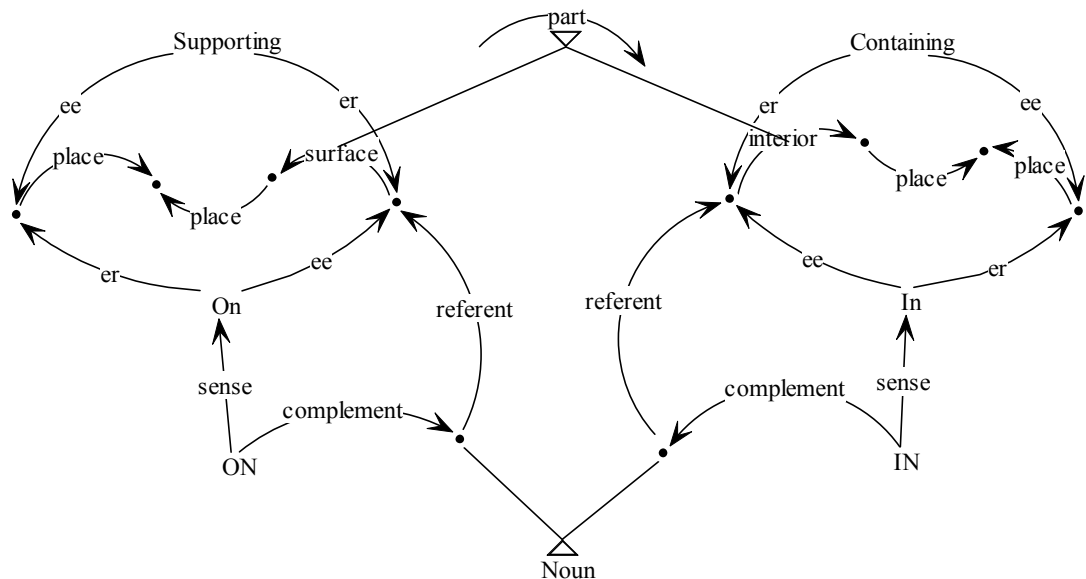 part
Supporting
Containing
ee
er
er
ee
place
surface
interior
place
place
place
er
ee
ee
er
On
referent
referent
In
sense
complement
complement
sense
ON
IN
Noun